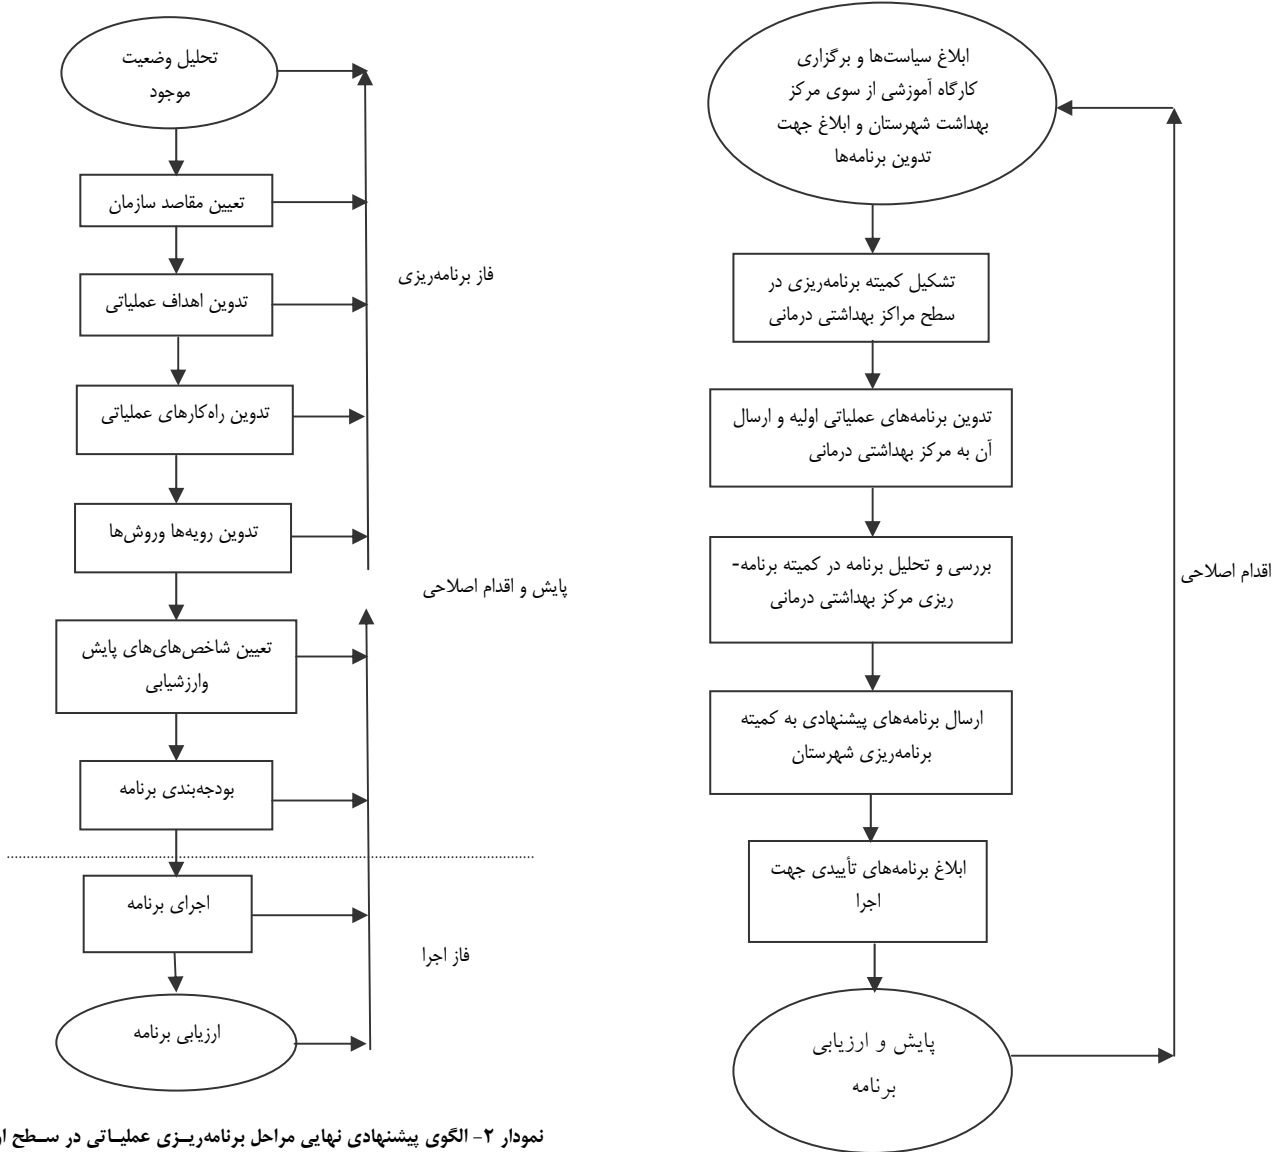 ابلاغ سیاست‌ها و برگزاری
کارگاه آموزشی از سوی مرکز
بهداشت شهرستان و ابلاغ جهت
تدوین برنامه‌ها
تشکیل کمیته برنامه‌ریزی در
سطح مراکز بهداشتی درمانی
تدوین برنامه‌های عملیاتی اولیه و ارسال
آن به مرکز بهداشتی درمانی
بررسی و تحلیل برنامه در کمیته برنامه-
ریزی مرکز بهداشتی درمانی
ارسال برنامه‌های پیشنهادی به کمیته
برنامه‌ریزی شهرستان
ابلاغ برنامه‌های تأییدی جهت
اجرا
پایش و ارزیابی
برنامه
اقدام اصلاحی
تحلیل وضعیت
موجود
تعیین مقاصد سازمان
تدوین اهداف عملیاتی
تدوین راه‌کارهای عملیاتی
تدوین رویه‌ها وروش‌ها
تعیین شاخص‌های‌های پایش
وارزشیابی
بودجه‌بندی برنامه
اجرای برنامه
ارزیابی برنامه
فاز برنامه‌ریزی
پایش و اقدام اصلاحی
فاز اجرا
نمودار ۲- الگوی پیشنهادی نهایی مراحل برنامه‌ریـزی عملیـاتی در سـطح